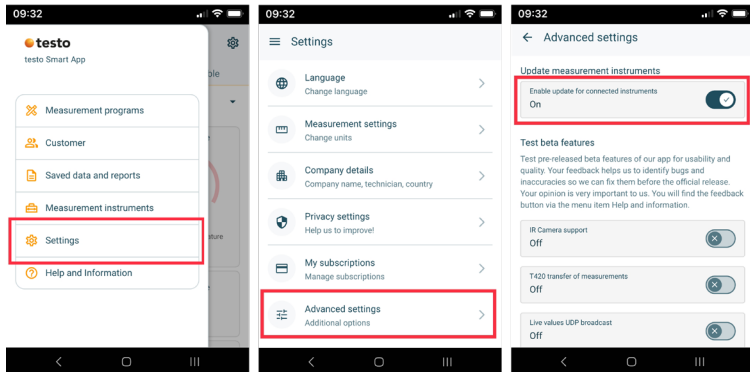 09:32
testo
testo Smart App
ble
Measurement programs
Customer
Saved data and reports
Measurement instruments
ature
Settings
Help and Information
09:32
Settings
Language
Change language
Measurement settings
Change units
Company details
Company name, technician, country
Privacy settings
Help us to improve!
My subscriptions
Manage subscriptions
Advanced settings
Additional options
09:32
Advanced settings
Update measurement instruments
Enable update for connected instruments
On
Test beta features
Test pre-released beta features of our app for usability and
quality. Your feedback helps us to identify bugs and
inaccuracies so we can fix them before the official release.
Your opinion is very important to us. You will find the feedback
button via the menu item Help and information.
IR Camera support
Off
T420 transfer of measurements
Off
Live values UDP broadcast
Off